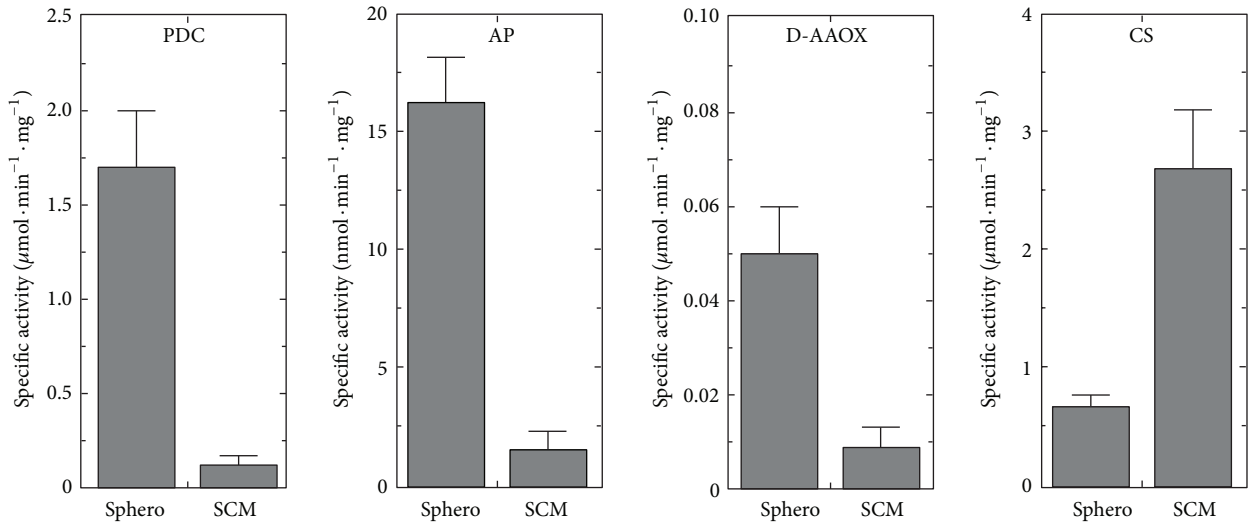 PDC
Specific activity (μmol·min⁻¹·mg⁻¹)
2.5
2.0
1.5
1.0
0.5
0
Sphero SCM
AP
Specific activity (nmol·min⁻¹·mg⁻¹)
20
15
10
5
0
Sphero SCM
D-AAOX
Specific activity (μmol·min⁻¹·mg⁻¹)
0.10
0.08
0.06
0.04
0.02
0
Sphero SCM
CS
Specific activity (μmol·min⁻¹·mg⁻¹)
4
3
2
1
0
Sphero SCM